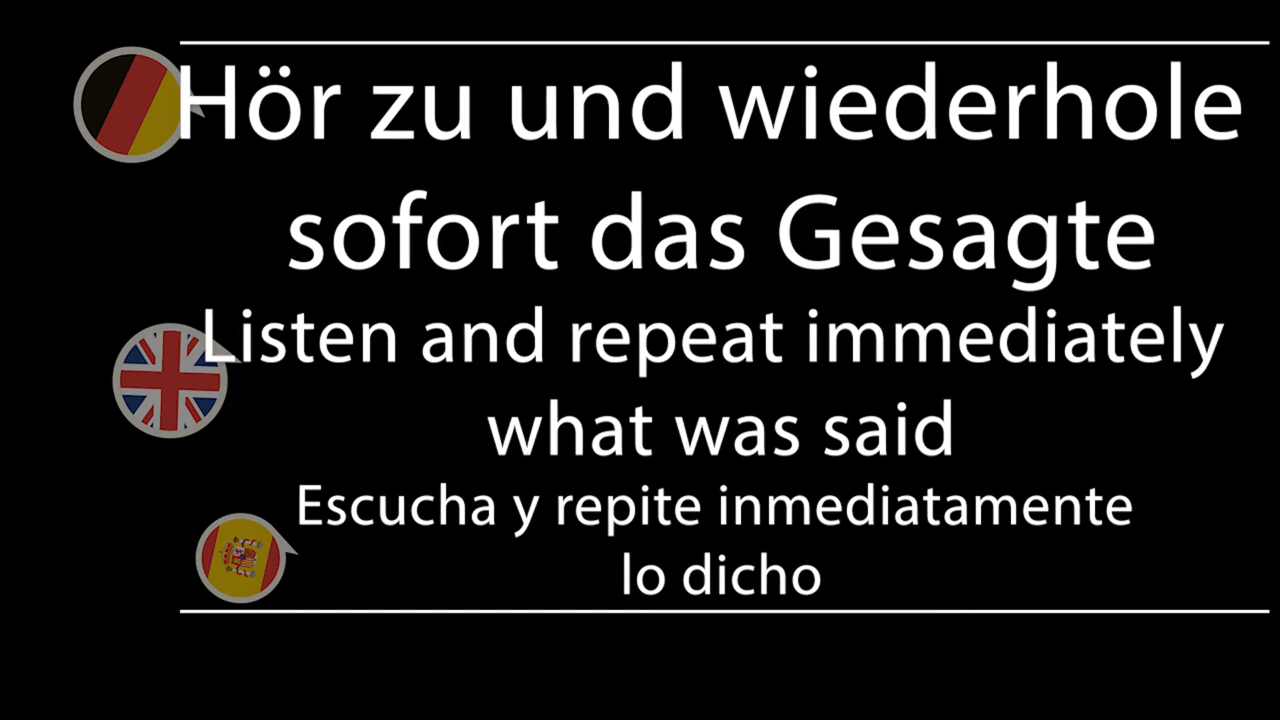 Hör zu und wiederhole
sofort das Gesagte
Listen and repeat immediately
what was said
Escucha y repite inmediatamente
lo dicho